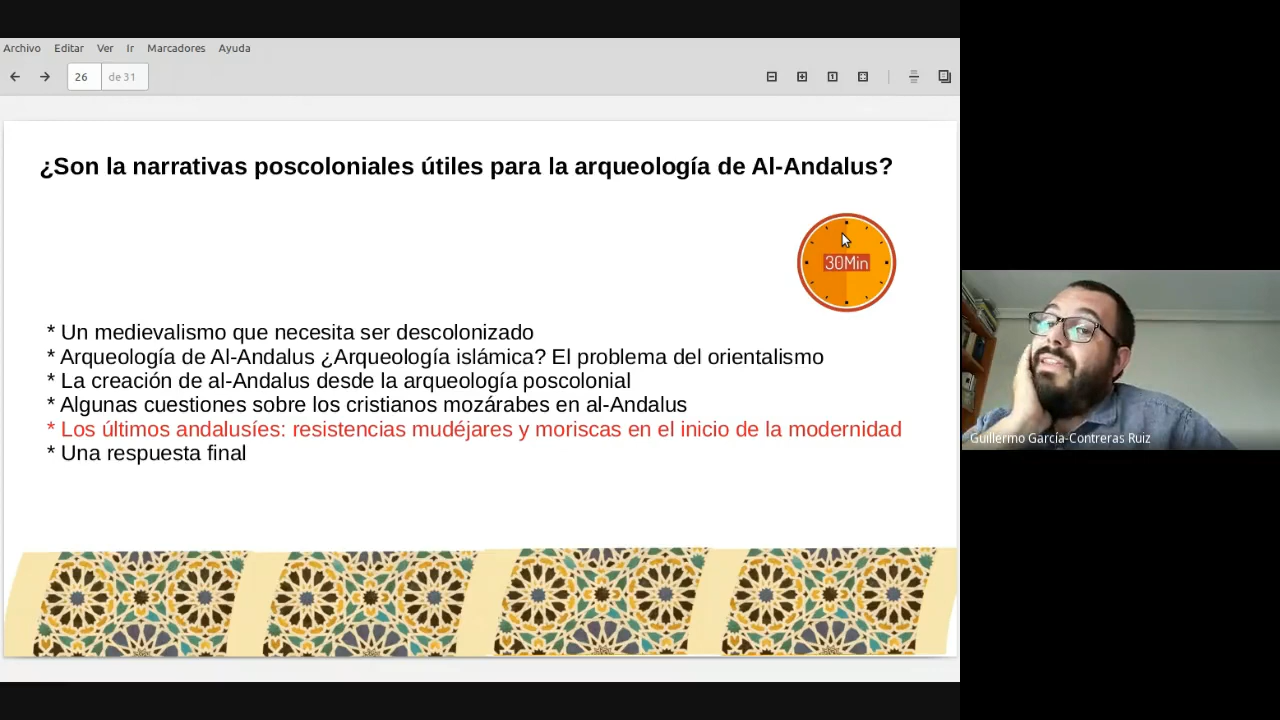 Archivo Editar Ver Ir Marcadores Ayuda
26 de 31
¿Son la narrativas poscoloniales útiles para la arqueología de Al-Andalus?
30Min
* Un medievalismo que necesita ser descolonizado
* Arqueología de Al-Andalus ¿Arqueología islámica? El problema del orientalismo
* La creación de al-Andalus desde la arqueología poscolonial
* Algunas cuestiones sobre los cristianos mozárabes en al-Andalus
* Los últimos andalusíes: resistencias mudéjares y moriscas en el inicio de la modernidad
* Una respuesta final
Guillermo García-Contreras Ruiz